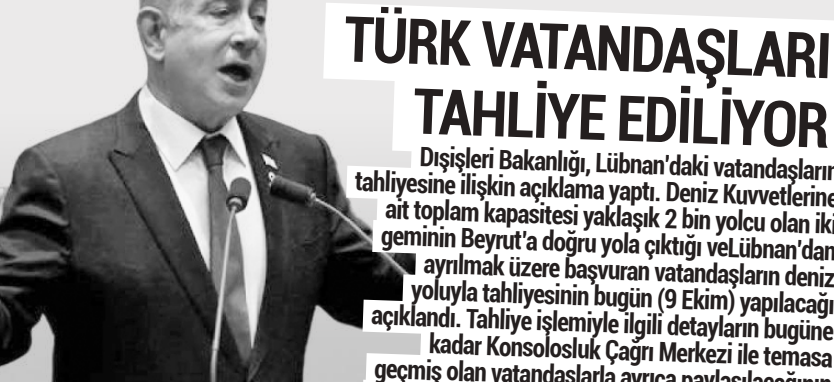 TÜRK VATANDAŞLARI
TAHLİYE EDİLİYOR
Dışişleri Bakanlığı, Lübnan'daki vatandaşların
tahliyesine ilişkin açıklama yaptı. Deniz Kuvvetlerine
ait toplam kapasitesi yaklaşık 2 bin yolcu olan iki
geminin Beyrut'a doğru yola çıktığı veLübnan'dan
ayrılmak üzere başvuran vatandaşların deniz
yoluyla tahliyesinin bugün (9 Ekim) yapılacağı
açıklandı. Tahliye işlemiyle ilgili detayların bugüne
kadar Konsolosluk Çağrı Merkezi ile temasa
geçmiş olan vatandaşlarla ayrıca paylaşılacağının